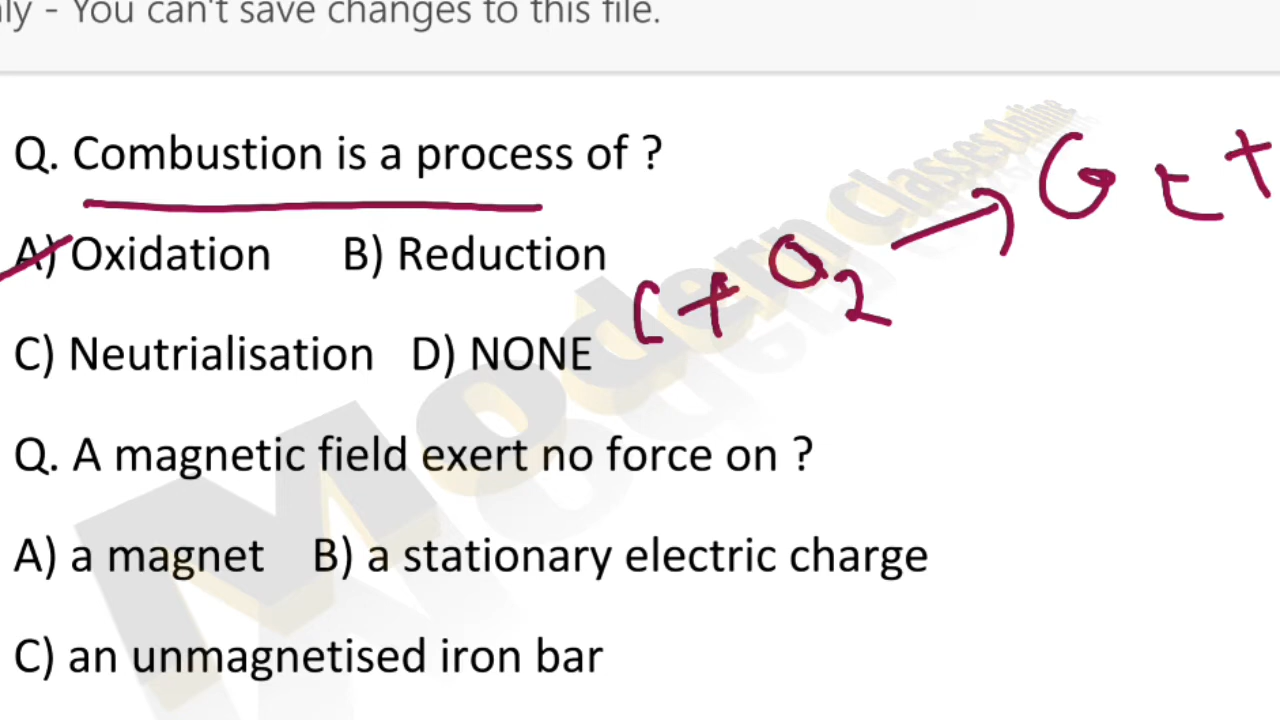 ly - You can't save changes to this file.
Q. Combustion is a process of ?
A) Oxidation B) Reduction
C + O2 →
C) Neutrialisation D) NONE
Q. A magnetic field exert no force on ?
A) a magnet B) a stationary electric charge
C) an unmagnetised iron bar
Modern Classes Online